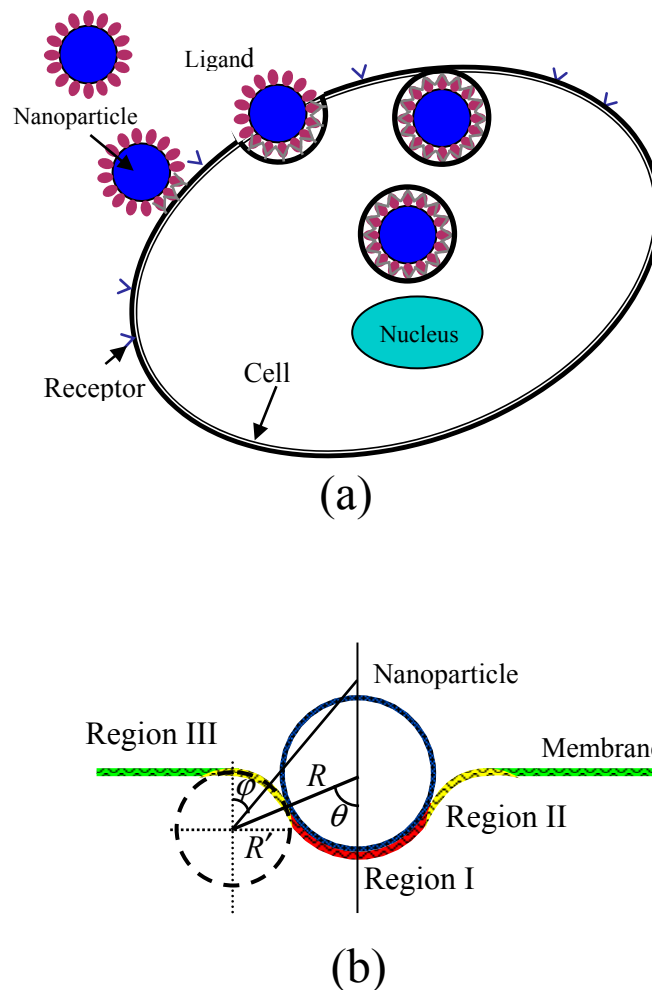 Ligand
Nanoparticle
Nucleus
Receptor
Cell
(a)
Nanoparticle
Region III
Membrane
R
φ
θ
Region II
R′
Region I
(b)